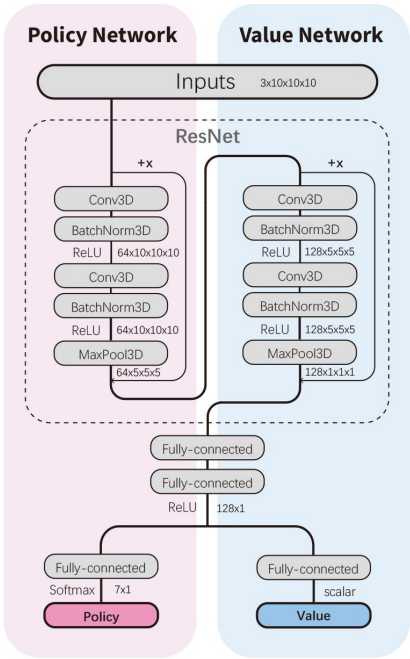 Policy Network
Value Network
Inputs 3x10x10x10
ResNet
+x
Conv3D
BatchNorm3D
ReLU 64x10x10x10
Conv3D
BatchNorm3D
ReLU 64x10x10x10
MaxPool3D
64x5x5x5
+x
Conv3D
BatchNorm3D
ReLU 128x5x5x5
Conv3D
BatchNorm3D
ReLU 128x5x5x5
MaxPool3D
128x1x1x1
Fully-connected
Fully-connected
ReLU 128x1
Fully-connected
Softmax 7x1
Policy
Fully-connected
scalar
Value